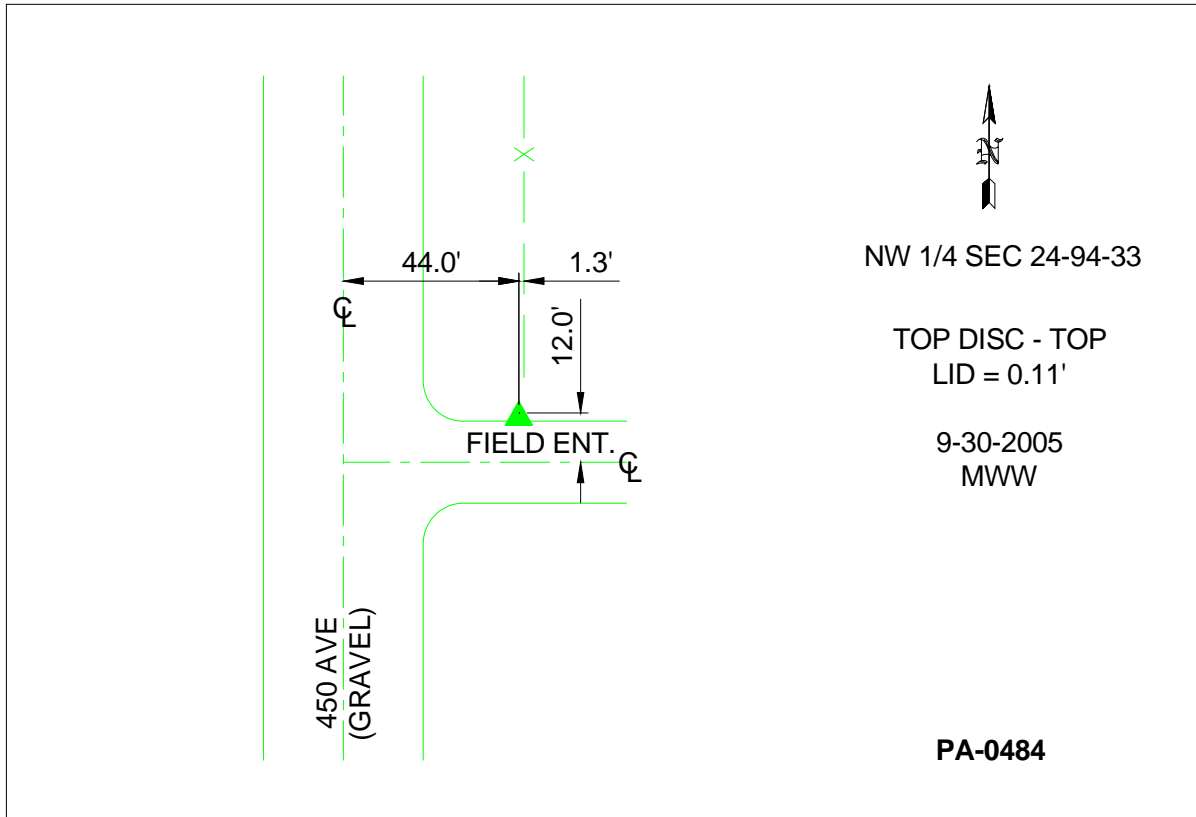 N
NW 1/4 SEC 24-94-33
44.0'
1.3'
℄
12.0'
TOP DISC - TOP
LID = 0.11'
FIELD ENT.
℄
9-30-2005
MWW
450 AVE
(GRAVEL)
X
PA-0484